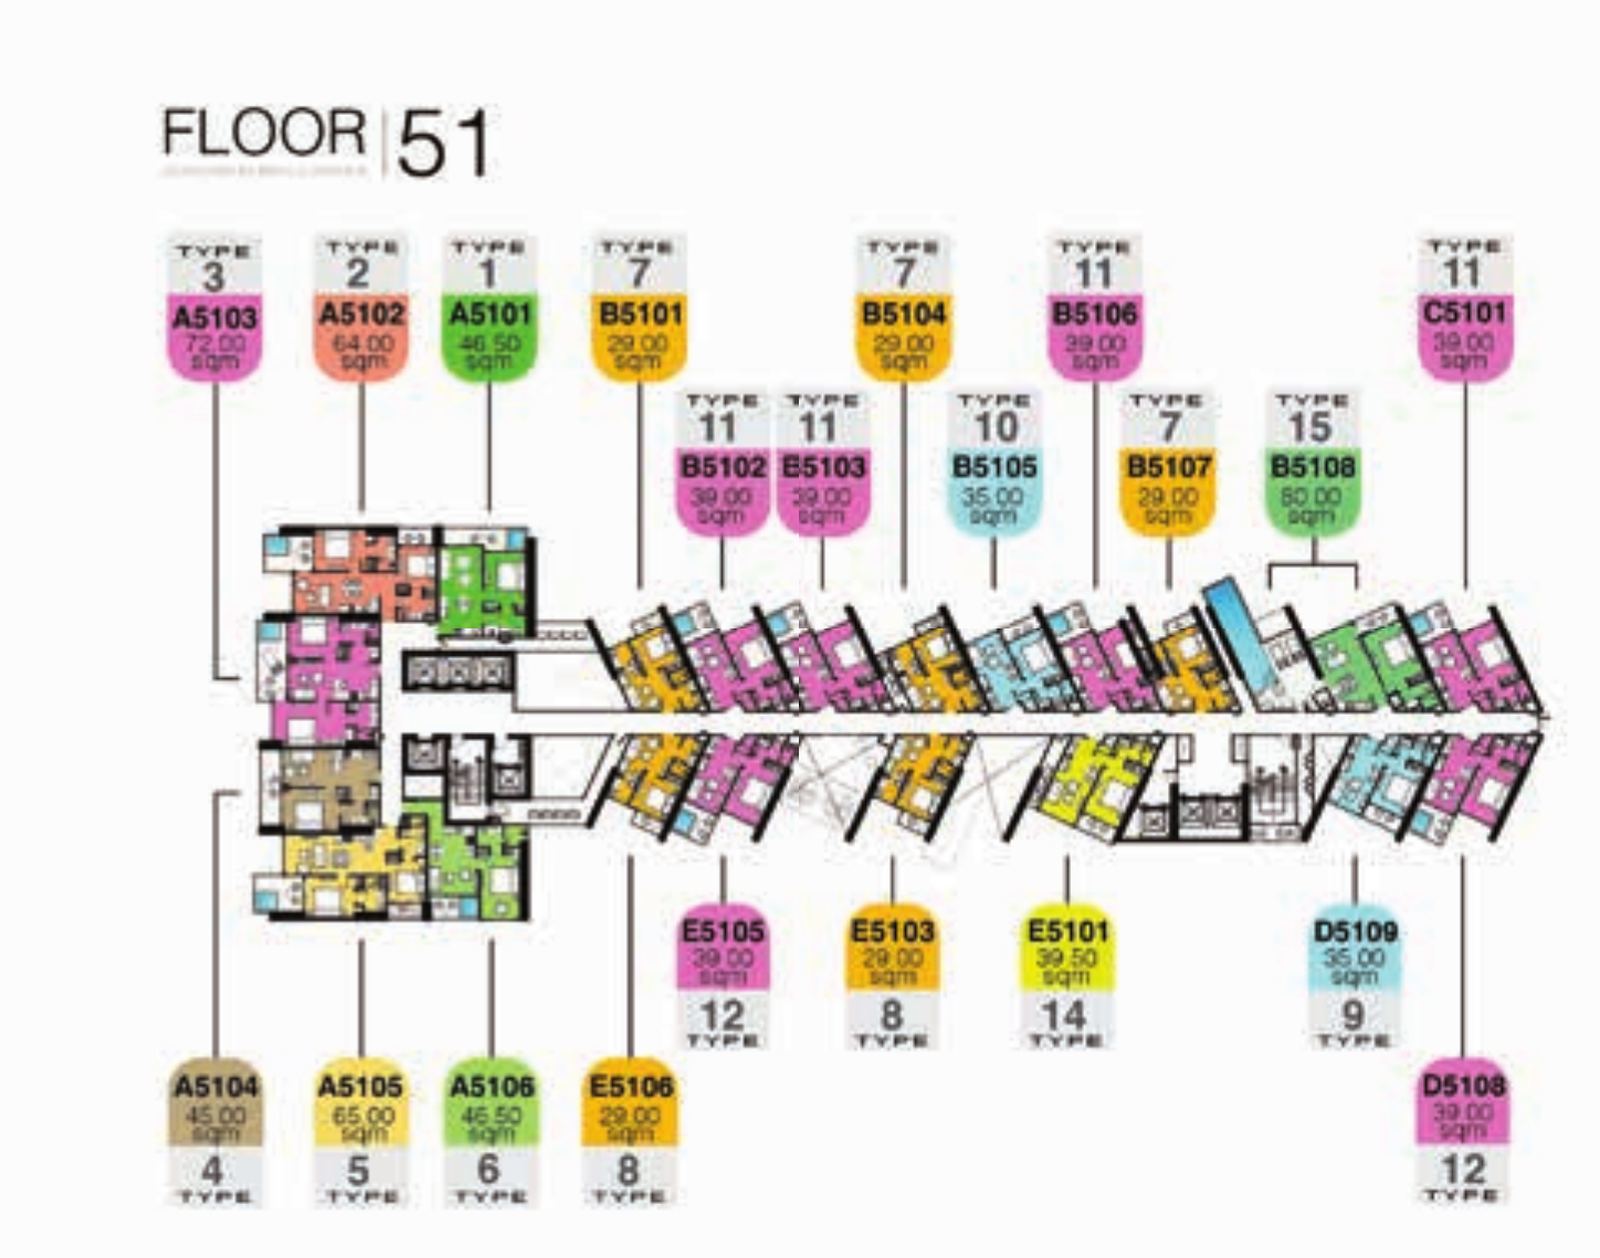 FLOOR 51
TYPE
3
A5103
72.00
sqm
TYPE
2
A5102
64.00
sqm
TYPE
1
A5101
46.50
sqm
TYPE
7
B5101
29.00
sqm
TYPE
7
B5104
29.00
sqm
TYPE
11
B5106
39.00
sqm
TYPE
11
C5101
39.00
sqm
TYPE
11
B5102
39.00
sqm
TYPE
11
E5103
39.00
sqm
TYPE
10
B5105
35.00
sqm
TYPE
7
B5107
29.00
sqm
TYPE
15
B5108
80.00
sqm
E5105
39.00
sqm
12
TYPE
E5103
29.00
sqm
8
TYPE
E5101
39.50
sqm
14
TYPE
D5109
35.00
sqm
9
TYPE
A5104
45.00
sqm
4
TYPE
A5105
65.00
sqm
5
TYPE
A5106
46.50
sqm
6
TYPE
E5106
29.00
sqm
8
TYPE
D5108
39.00
sqm
12
TYPE